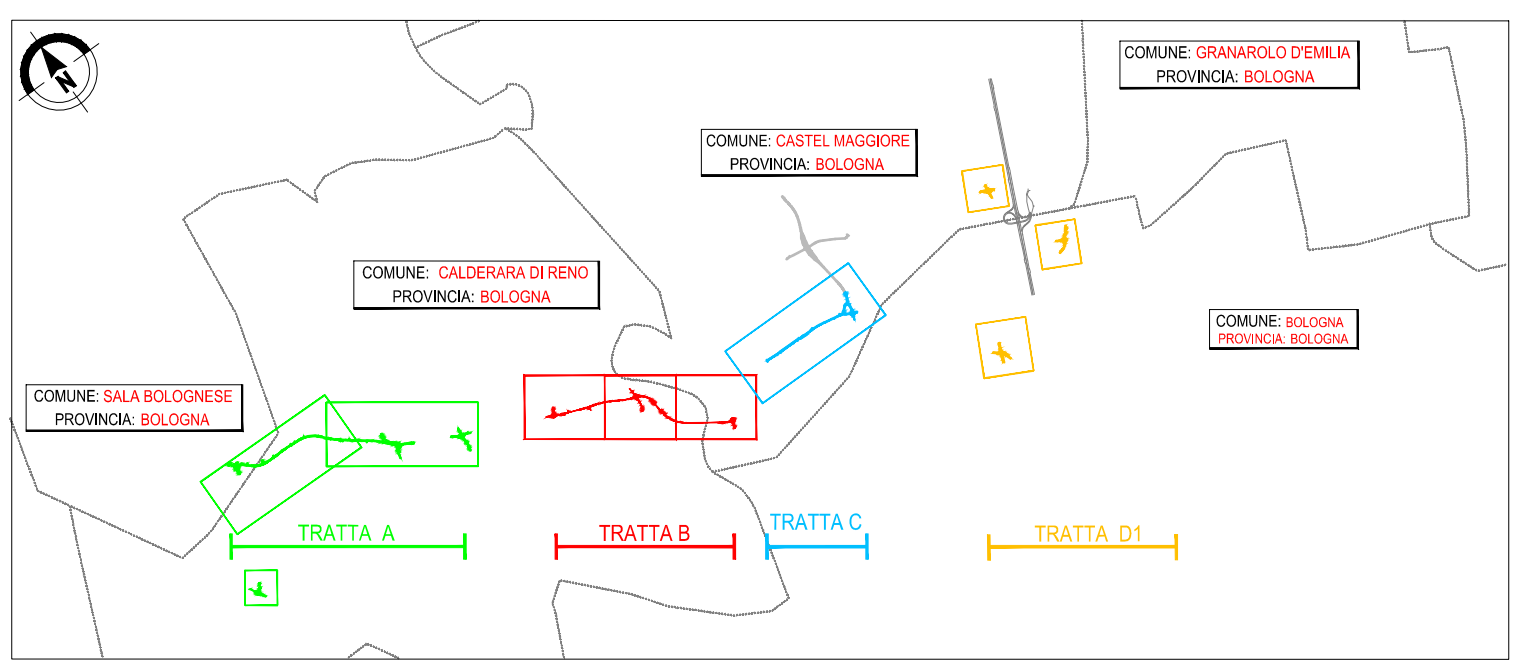 N
COMUNE: GRANAROLO D'EMILIA
PROVINCIA: BOLOGNA
COMUNE: CASTEL MAGGIORE
PROVINCIA: BOLOGNA
COMUNE: CALDERARA DI RENO
PROVINCIA: BOLOGNA
COMUNE: BOLOGNA
PROVINCIA: BOLOGNA
COMUNE: SALA BOLOGNESE
PROVINCIA: BOLOGNA
TRATTA A
TRATTA B
TRATTA C
TRATTA D1